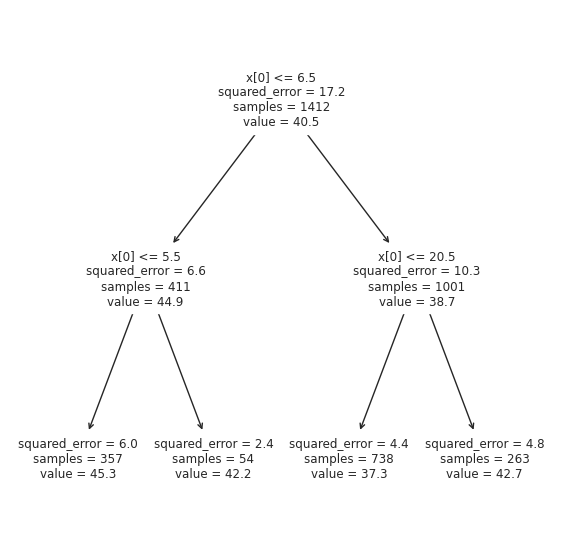 x[0] <= 6.5
squared_error = 17.2
samples = 1412
value = 40.5
x[0] <= 5.5
squared_error = 6.6
samples = 411
value = 44.9
x[0] <= 20.5
squared_error = 10.3
samples = 1001
value = 38.7
squared_error = 6.0
samples = 357
value = 45.3
squared_error = 2.4
samples = 54
value = 42.2
squared_error = 4.4
samples = 738
value = 37.3
squared_error = 4.8
samples = 263
value = 42.7